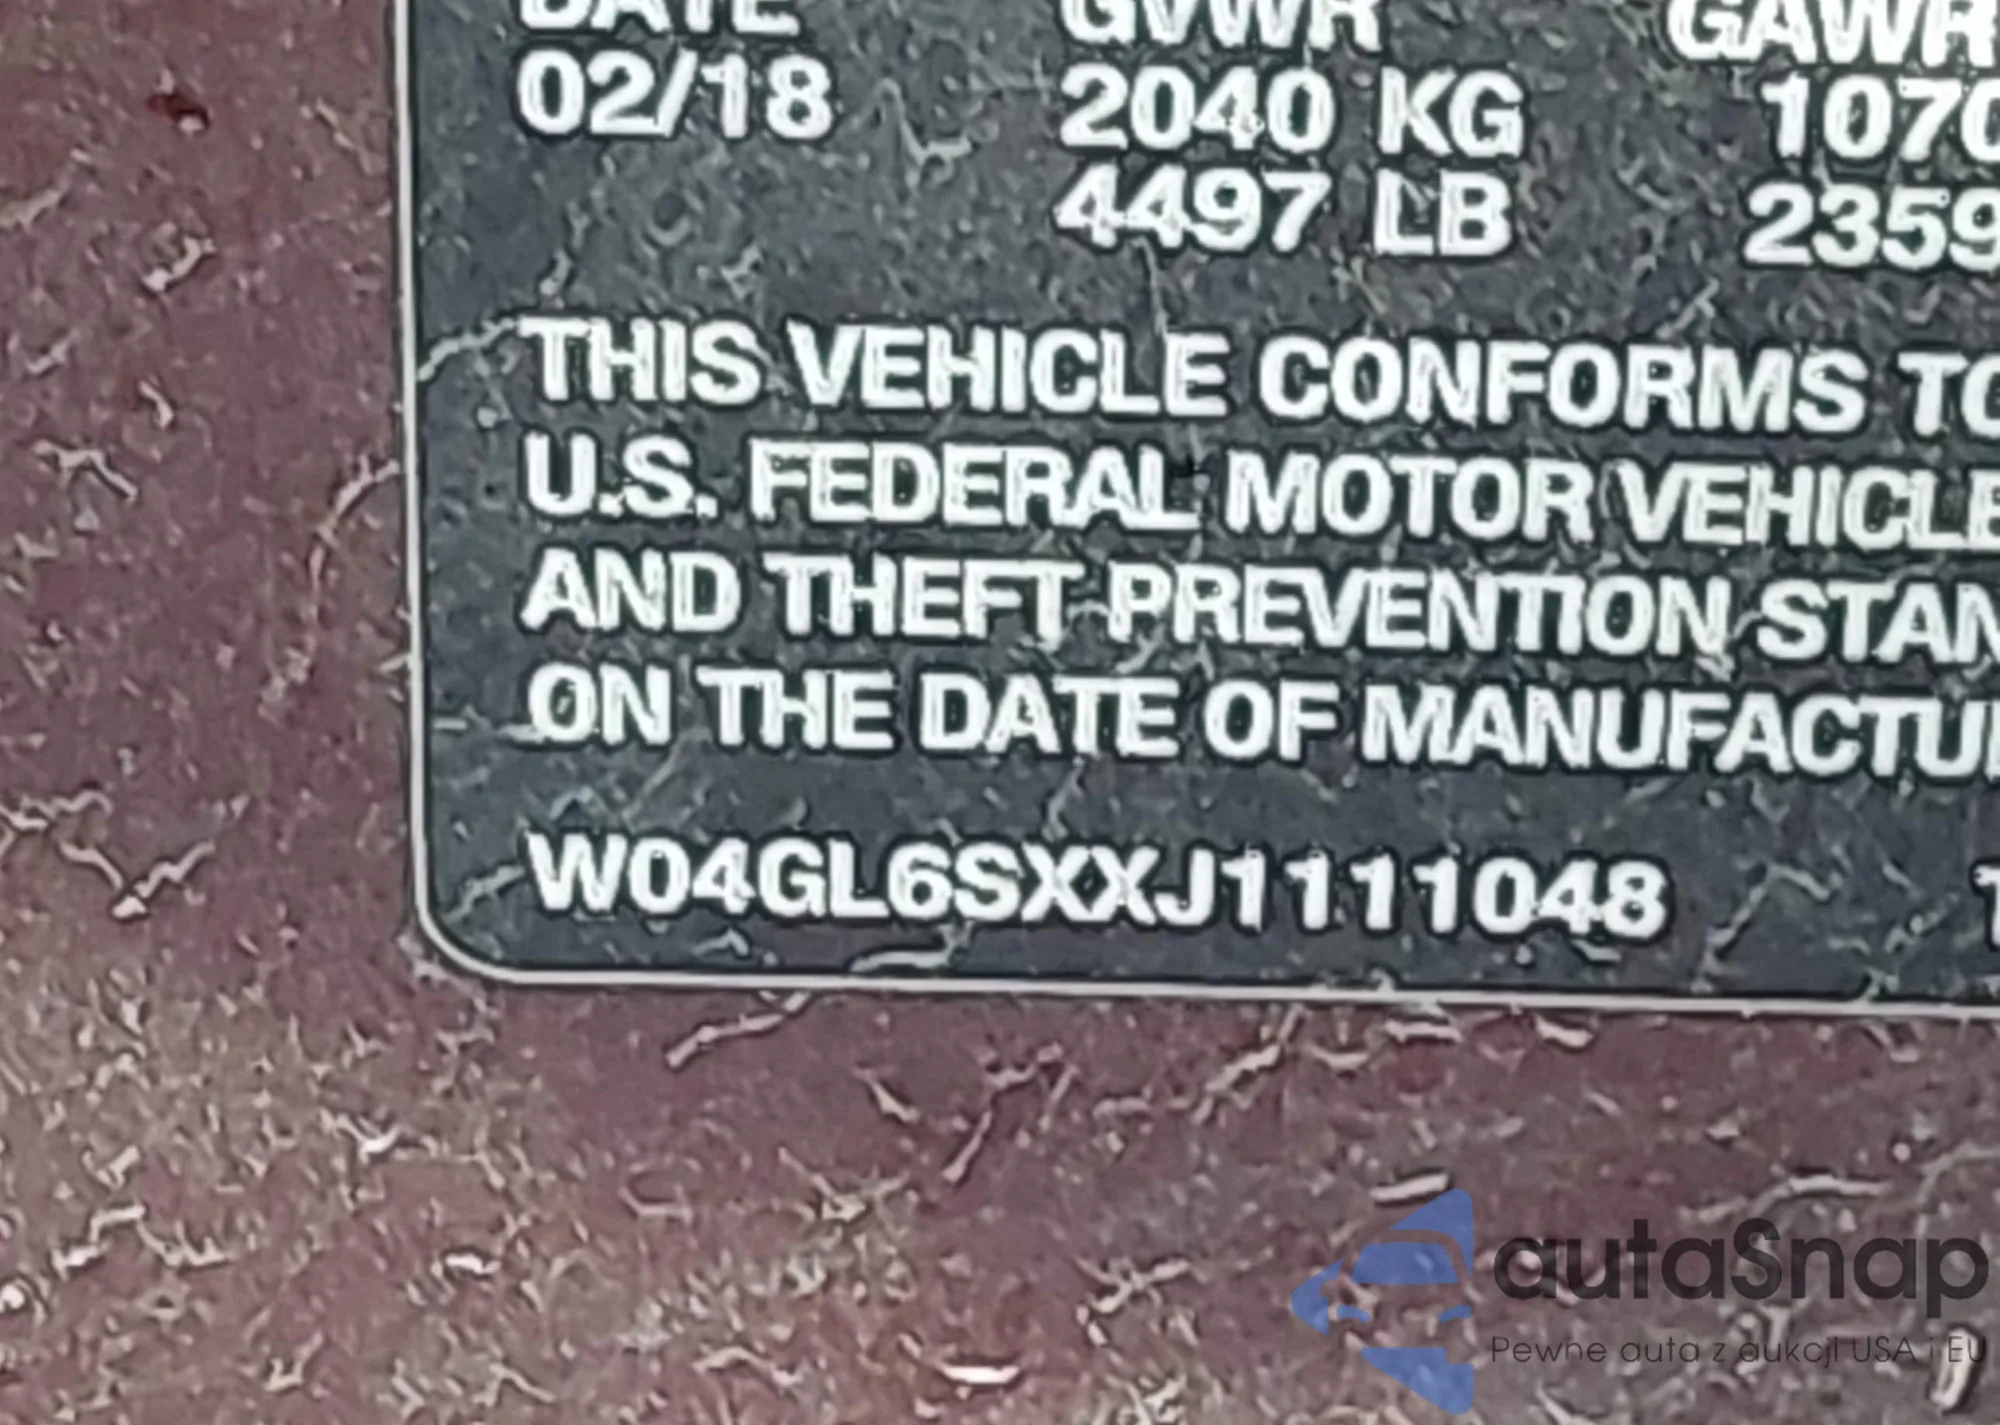 DATE GVWR GAWR
02/18 2040 KG 1070
4497 LB 2359
THIS VEHICLE CONFORMS TO
U.S. FEDERAL MOTOR VEHICLE
AND THEFT PREVENTION STAN
ON THE DATE OF MANUFACTU
W04GL6SXXJ1111048
autaSnap
Pewne auta z aukcji USA i EU